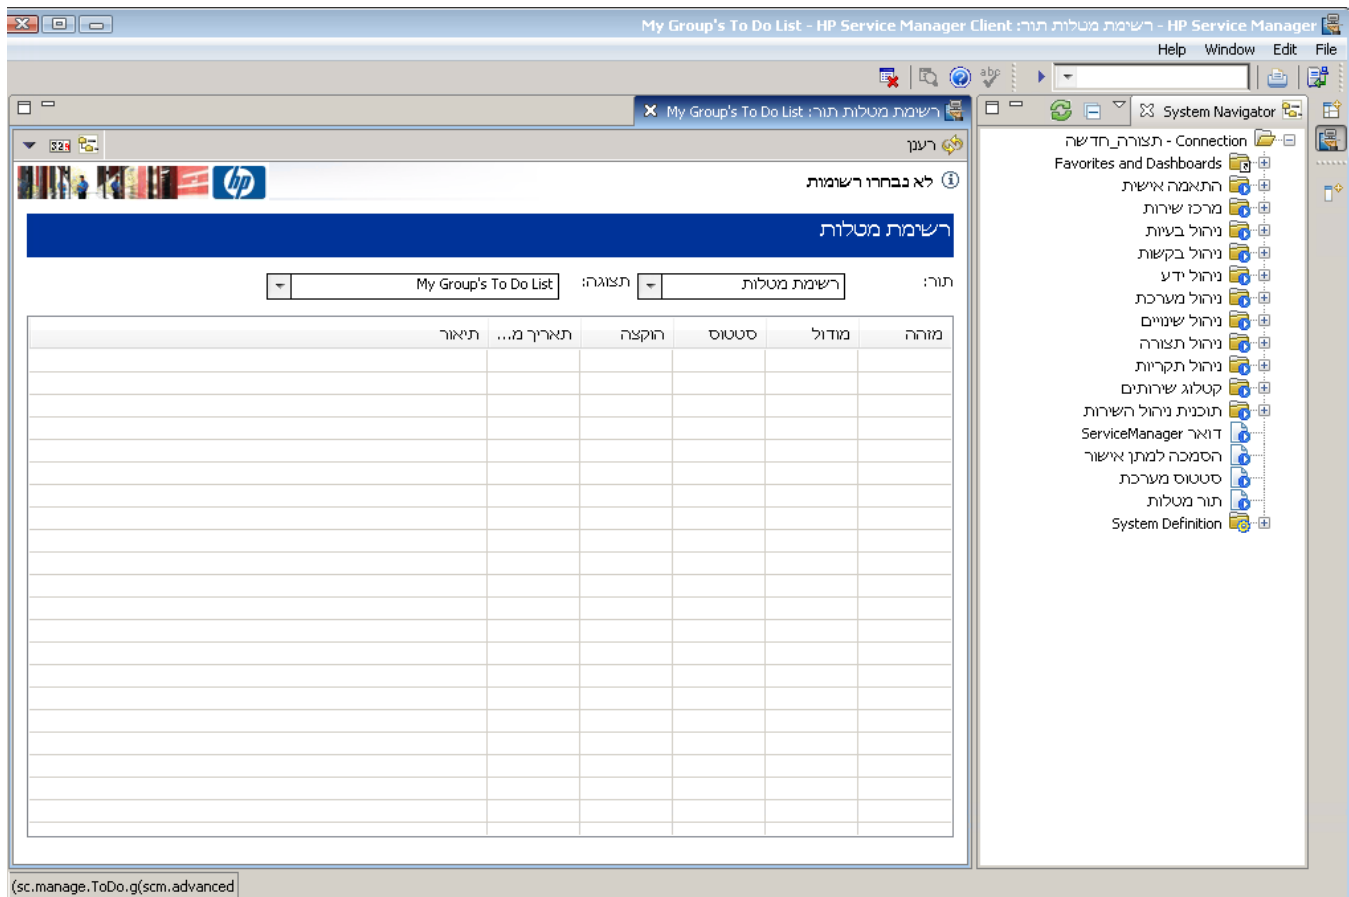 HP Service Manager - רשימת מטלות תור: My Group's To Do List - HP Service Manager Client
File Edit Window Help
System Navigator
Connection - תצורה_חדשה
Favorites and Dashboards
התאמה אישית
מרכז שירות
ניהול בעיות
ניהול בקשות
ניהול ידע
ניהול מערכת
ניהול שינויים
ניהול תצורה
ניהול תקריות
קטלוג שירותים
תוכנית ניהול השירות
דואר ServiceManager
הסמכה למתן אישור
סטטוס מערכת
תור מטלות
System Definition
רשימת מטלות תור: My Group's To Do List
רענן
לא נבחרו רשומות
hp
רשימת מטלות
תור: רשימת מטלות תצוגה: My Group's To Do List
מזהה מודול סטטוס הוקצה תאריך מ... תיאור
(sc.manage.ToDo.g(scm.advanced